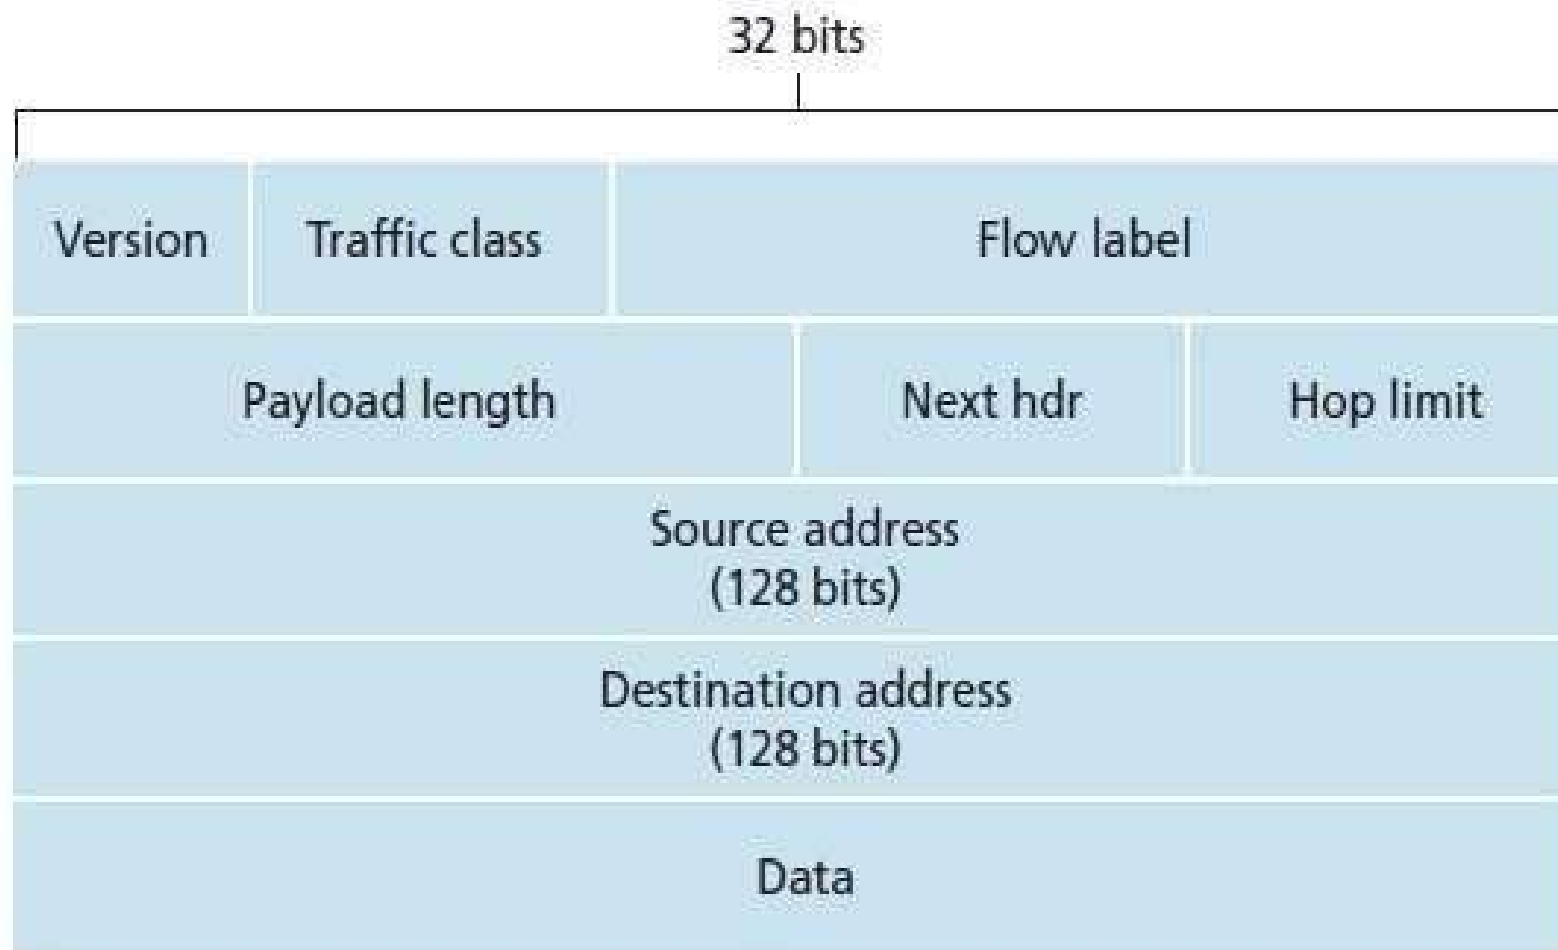 32 bits
Version
Traffic class
Flow label
Payload length
Next hdr
Hop limit
Source address
(128 bits)
Destination address
(128 bits)
Data